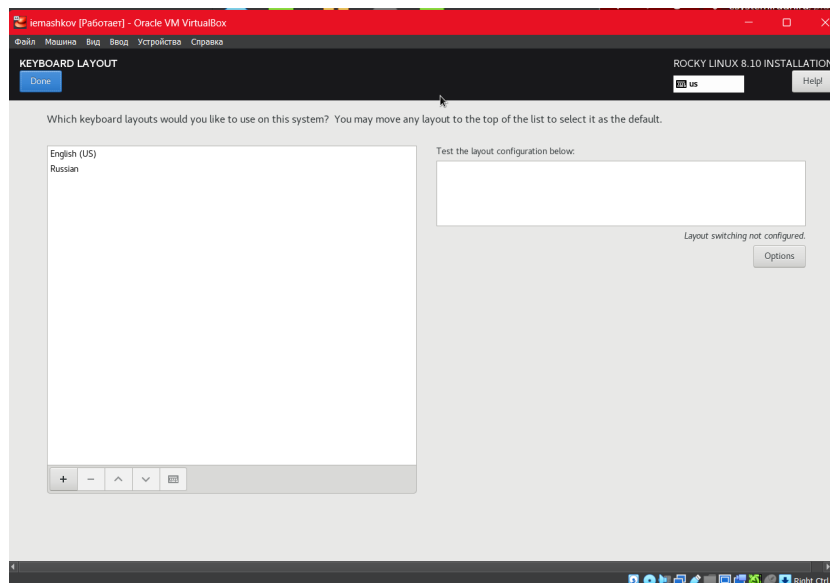 iemashkov [Работает] - Oracle VM VirtualBox
Файл Машина Вид Ввод Устройства Справка
KEYBOARD LAYOUT
ROCKY LINUX 8.10 INSTALLATION
Done
us
Help!
Which keyboard layouts would you like to use on this system? You may move any layout to the top of the list to select it as the default.
English (US)
Russian
Test the layout configuration below:
Layout switching not configured.
Options
Right Ctrl